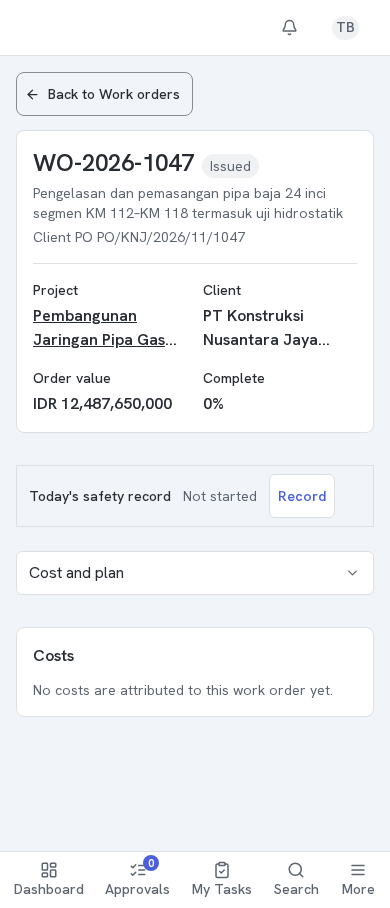 TB
Back to Work orders
WO-2026-1047 Issued
Pengelasan dan pemasangan pipa baja 24 inci
segmen KM 112–KM 118 termasuk uji hidrostatik
Client PO PO/KNJ/2026/11/1047
Project
Pembangunan
Jaringan Pipa Gas...
Client
PT Konstruksi
Nusantara Jaya...
Order value
IDR 12,487,650,000
Complete
0%
Today's safety record Not started Record
Cost and plan
Costs
No costs are attributed to this work order yet.
0
Dashboard Approvals My Tasks Search More